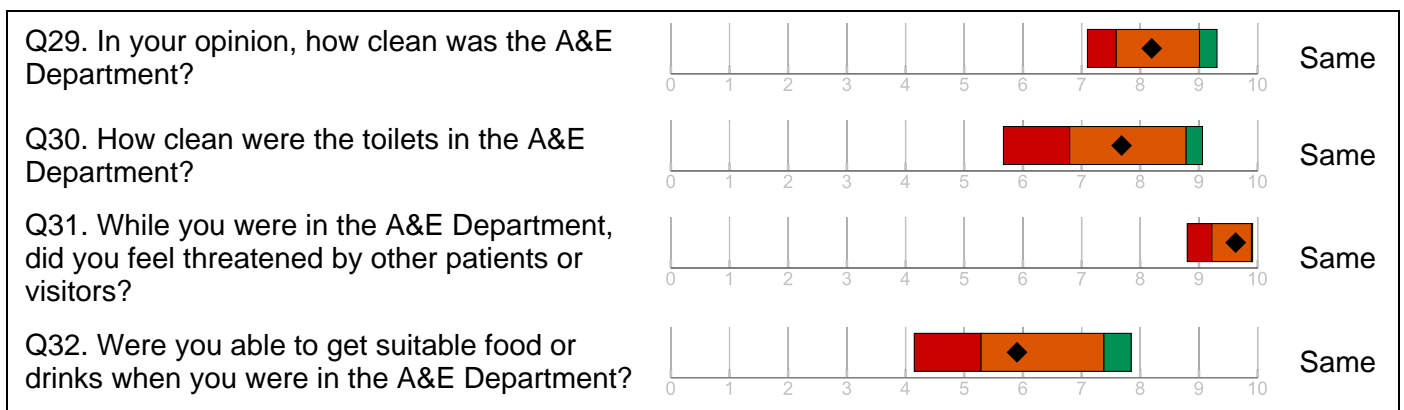 Q29. In your opinion, how clean was the A&E
Department?
Same
0 1 2 3 4 5 6 7 8 9 10
Q30. How clean were the toilets in the A&E
Department?
Same
0 1 2 3 4 5 6 7 8 9 10
Q31. While you were in the A&E Department,
did you feel threatened by other patients or
visitors?
Same
0 1 2 3 4 5 6 7 8 9 10
Q32. Were you able to get suitable food or
drinks when you were in the A&E Department?
Same
0 1 2 3 4 5 6 7 8 9 10